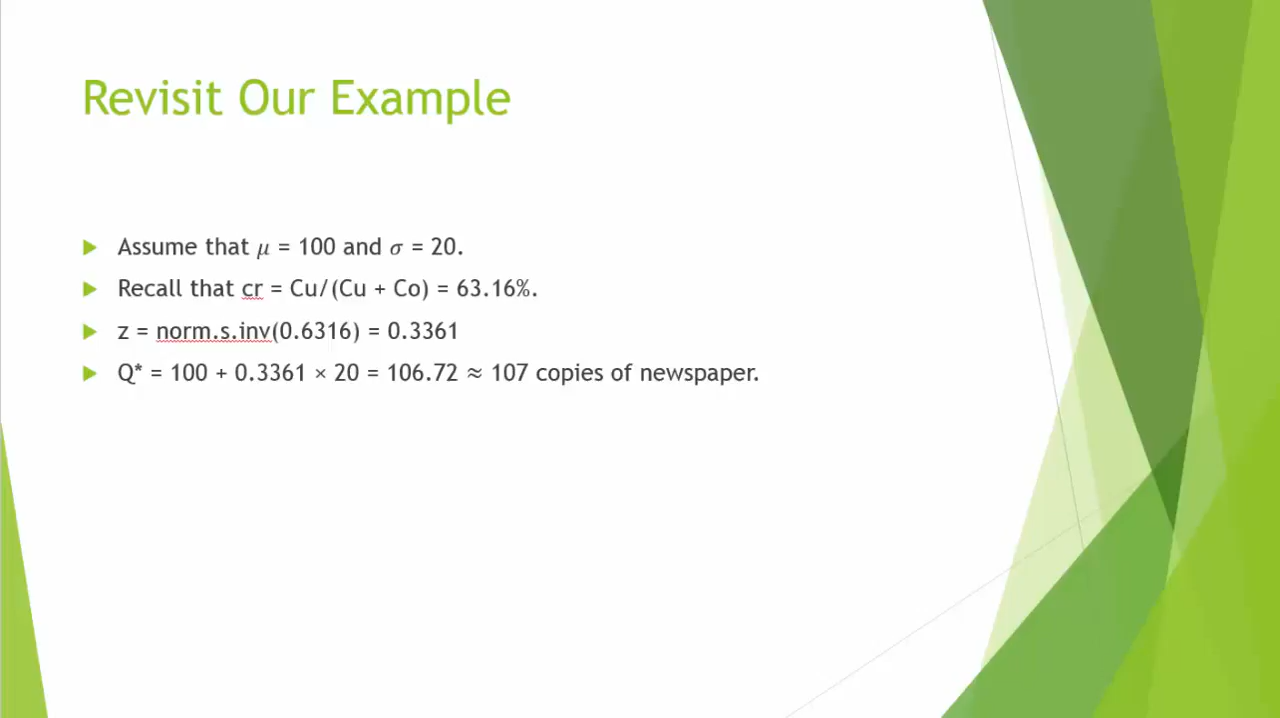 Revisit Our Example
Assume that 𝜇 = 100 and 𝜎 = 20.
Recall that cr = Cu/(Cu + Co) = 63.16%.
z = norm.s.inv(0.6316) = 0.3361
Q* = 100 + 0.3361 × 20 = 106.72 ≈ 107 copies of newspaper.